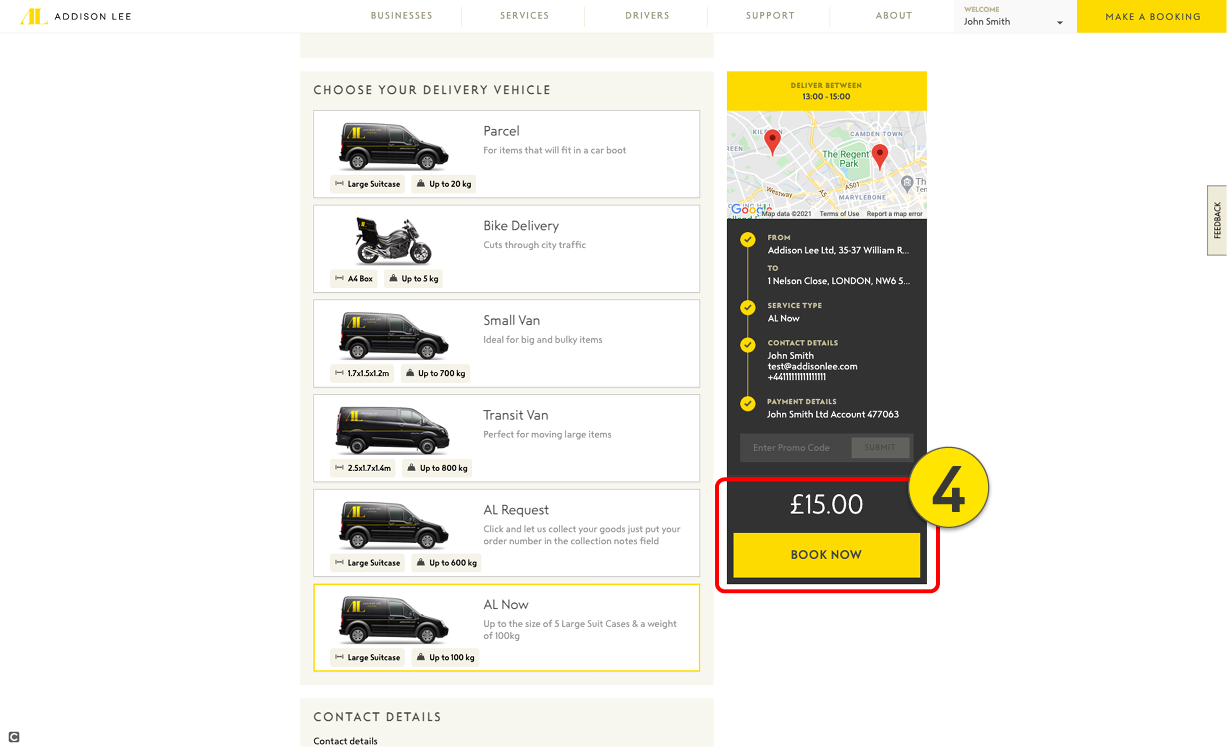 AL ADDISON LEE
BUSINESSES
SERVICES
DRIVERS
SUPPORT
ABOUT
WELCOME
John Smith
MAKE A BOOKING
CHOOSE YOUR DELIVERY VEHICLE
Parcel
For items that will fit in a car boot
Large Suitcase
Up to 20 kg
Bike Delivery
Cuts through city traffic
A4 Box
Up to 5 kg
Small Van
Ideal for big and bulky items
1.7x1.5x1.2m
Up to 700 kg
Transit Van
Perfect for moving large items
2.5x1.7x1.4m
Up to 800 kg
AL Request
Click and let us collect your goods just put your
order number in the collection notes field
Large Suitcase
Up to 600 kg
AL Now
Up to the size of 5 Large Suit Cases & a weight
of 100kg
Large Suitcase
Up to 100 kg
CONTACT DETAILS
Contact details
DELIVER BETWEEN
13:00 - 15:00
CAMDEN TOWN
The Regent's
Park
A501
Westway
MARYLEBONE
Google
Map data ©2021
Terms of Use
Report a map error
FROM
Addison Lee Ltd, 35-37 William R...
TO
1 Nelson Close, LONDON, NW6 5...
SERVICE TYPE
AL Now
CONTACT DETAILS
John Smith
test@addisonlee.com
PAYMENT DETAILS
John Smith Ltd Account 477063
Enter Promo Code
SUBMIT
£15.00
4
BOOK NOW
FEEDBACK